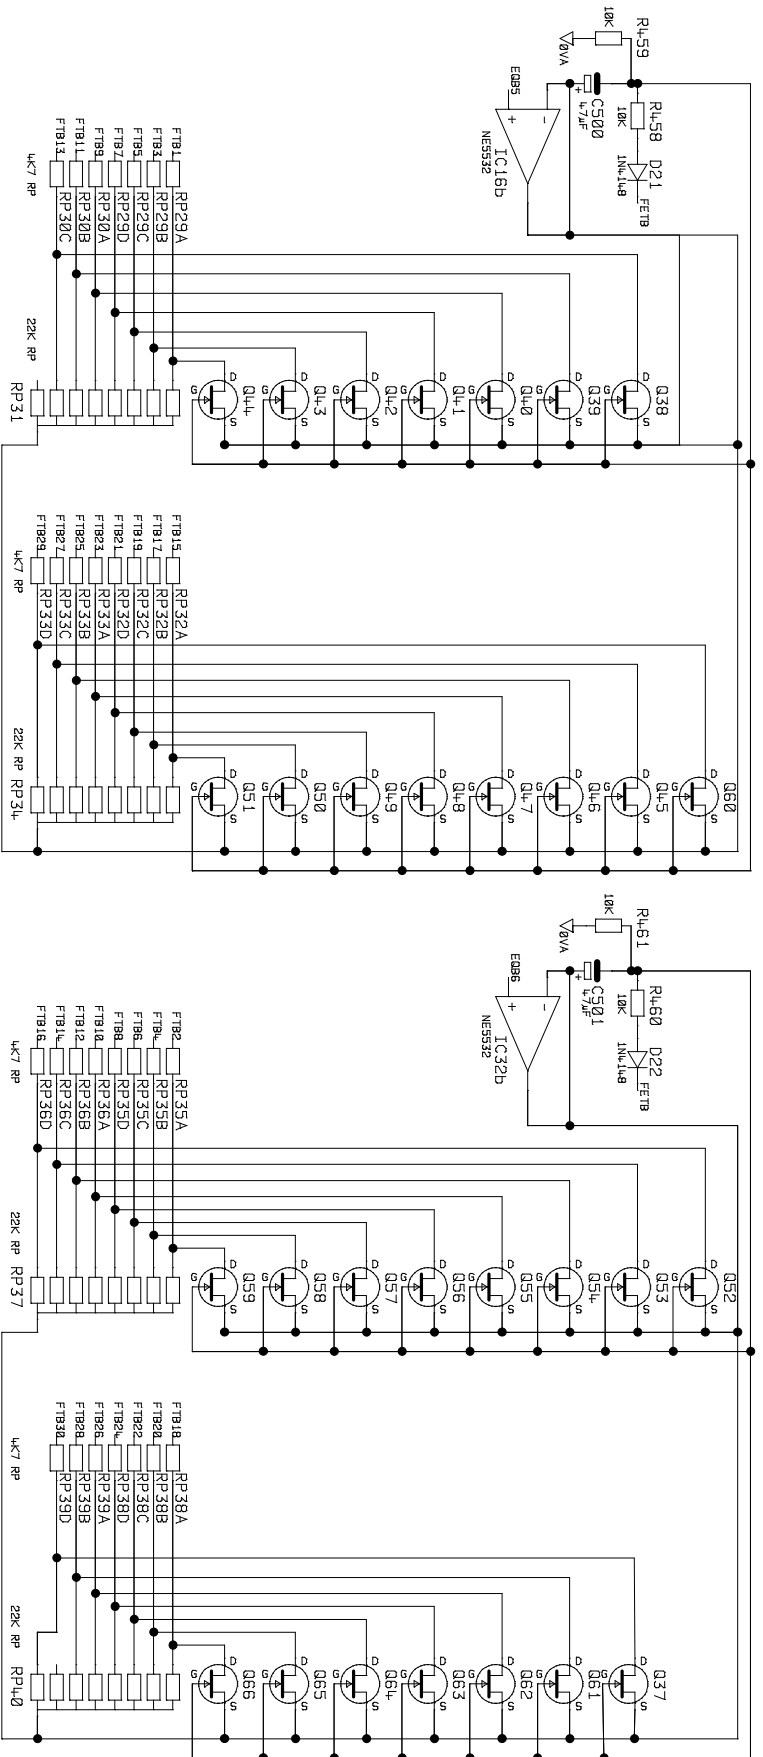 R459
10K
0VA
C500
+
47µF
R458
10K
D21
1N4148
FETB
EQB5
-
+
IC16b
NE5532
FTB1
RP29A
FTB3
RP29B
FTB5
RP29C
FTB7
RP29D
FTB9
RP30A
FTB11
RP30B
FTB13
RP30C
4K7 RP
22K RP
RP31
D
G
S
Q38
D
G
S
Q39
D
G
S
Q40
D
G
S
Q41
D
G
S
Q42
D
G
S
Q43
D
G
S
Q44
FTB15
RP32A
FTB17
RP32B
FTB19
RP32C
FTB21
RP32D
FTB23
RP33A
FTB25
RP33B
FTB27
RP33C
FTB29
RP33D
4K7 RP
22K RP
RP34
D
G
S
Q60
D
G
S
Q45
D
G
S
Q46
D
G
S
Q47
D
G
S
Q48
D
G
S
Q49
D
G
S
Q50
D
G
S
Q51
R461
10K
0VA
C501
+
47µF
R460
10K
D22
1N4148
FETB
EQB6
-
+
IC32b
NE5532
FTB2
RP35A
FTB4
RP35B
FTB6
RP35C
FTB8
RP35D
FTB10
RP36A
FTB12
RP36B
FTB14
RP36C
FTB16
RP36D
4K7 RP
22K RP
RP37
D
G
S
Q52
D
G
S
Q53
D
G
S
Q54
D
G
S
Q55
D
G
S
Q56
D
G
S
Q57
D
G
S
Q58
D
G
S
Q59
FTB18
RP38A
FTB20
RP38B
FTB22
RP38C
FTB24
RP38D
FTB26
RP39A
FTB28
RP39B
FTB30
RP39D
4K7 RP
22K RP
RP40
D
G
S
Q37
D
G
S
Q61
D
G
S
Q62
D
G
S
Q63
D
G
S
Q64
D
G
S
Q65
D
G
S
Q66